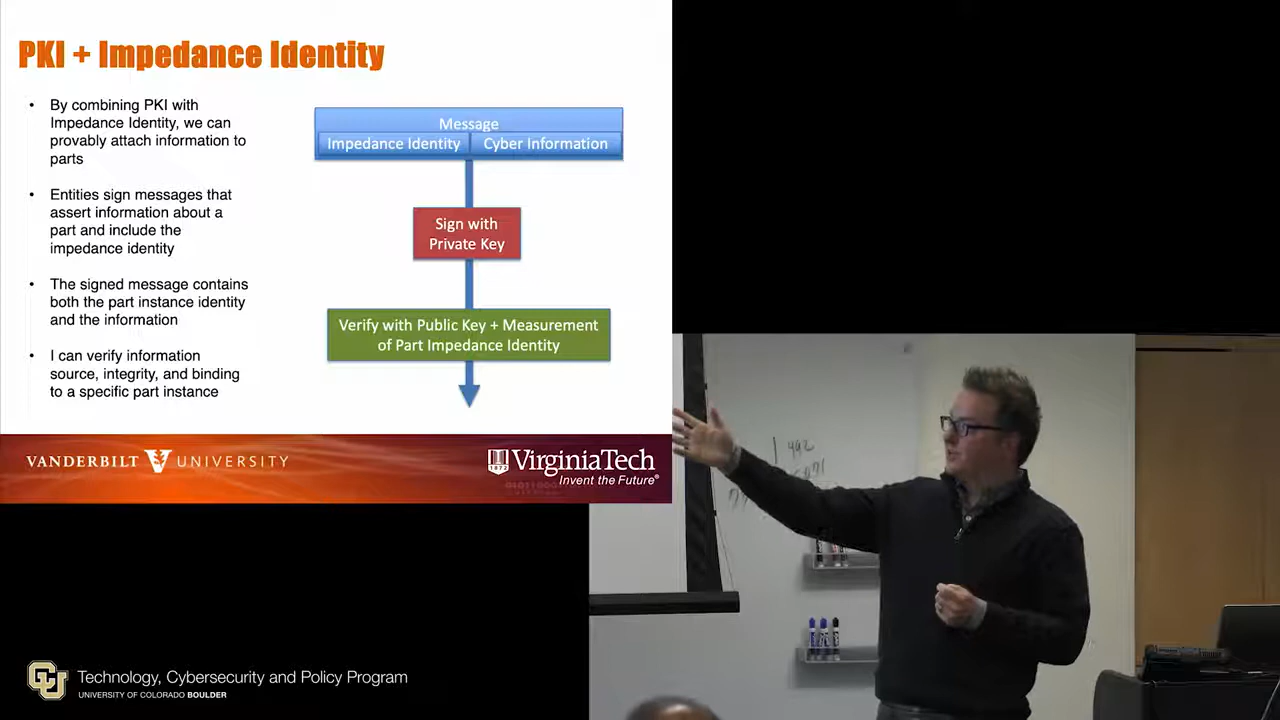 PKI + Impedance Identity
• By combining PKI with
Impedance Identity, we can
provably attach information to
parts
• Entities sign messages that
assert information about a
part and include the
impedance identity
• The signed message contains
both the part instance identity
and the information
• I can verify information
source, integrity, and binding
to a specific part instance
Message
Impedance Identity
Cyber Information
Sign with
Private Key
Verify with Public Key + Measurement
of Part Impedance Identity
VANDERBILT V UNIVERSITY
1872
VirginiaTech
Invent the Future®
492
CU
Technology, Cybersecurity and Policy Program
UNIVERSITY OF COLORADO BOULDER